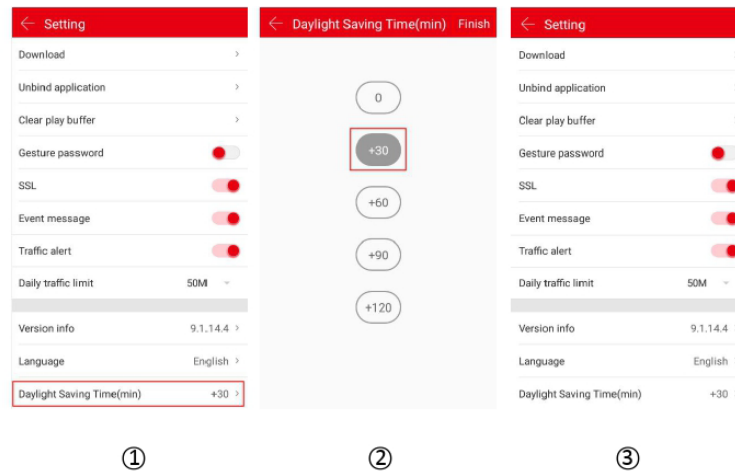 Setting
Download
Unbind application
Clear play buffer
Gesture password
SSL
Event message
Traffic alert
Daily traffic limit 50M
Version info 9.1.14.4
Language English
Daylight Saving Time(min) +30
①
Daylight Saving Time(min) Finish
0
+30
+60
+90
+120
②
Setting
Download
Unbind application
Clear play buffer
Gesture password
SSL
Event message
Traffic alert
Daily traffic limit 50M
Version info 9.1.14.4
Language English
Daylight Saving Time(min) +30
③